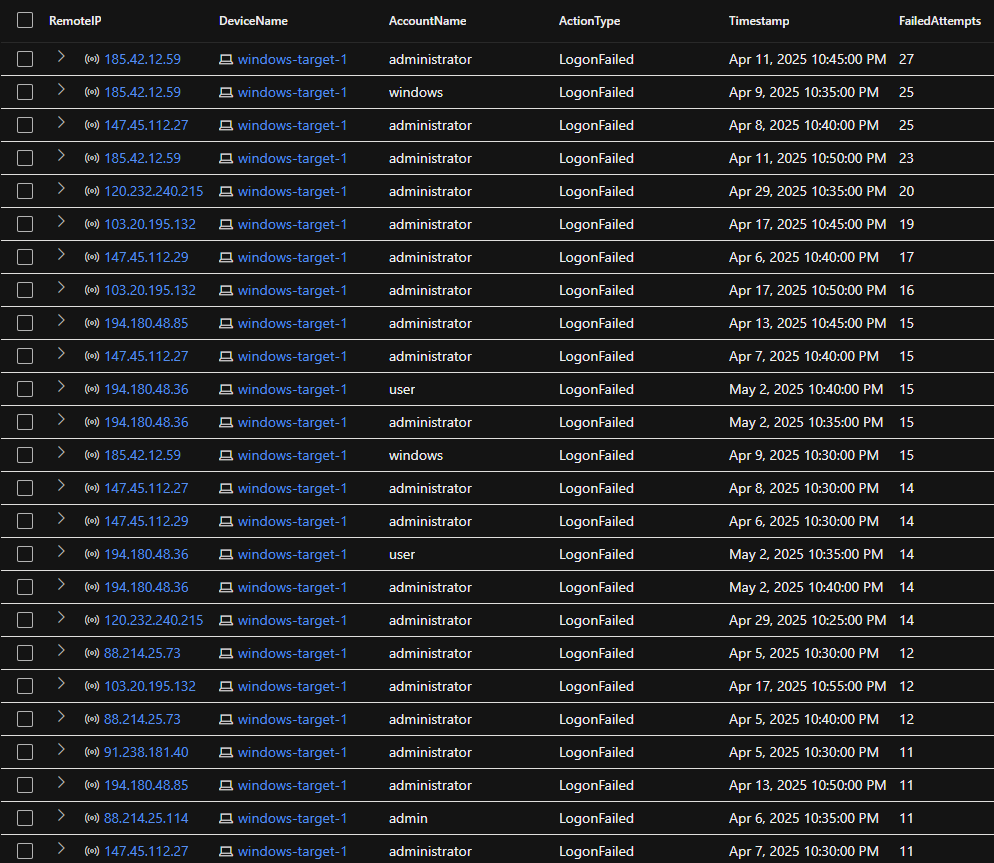 RemoteIP DeviceName AccountName ActionType Timestamp FailedAttempts
185.42.12.59 windows-target-1 administrator LogonFailed Apr 11, 2025 10:45:00 PM 27
185.42.12.59 windows-target-1 windows LogonFailed Apr 9, 2025 10:35:00 PM 25
147.45.112.27 windows-target-1 administrator LogonFailed Apr 8, 2025 10:40:00 PM 25
185.42.12.59 windows-target-1 administrator LogonFailed Apr 11, 2025 10:50:00 PM 23
120.232.240.215 windows-target-1 administrator LogonFailed Apr 29, 2025 10:35:00 PM 20
103.20.195.132 windows-target-1 administrator LogonFailed Apr 17, 2025 10:45:00 PM 19
147.45.112.29 windows-target-1 administrator LogonFailed Apr 6, 2025 10:40:00 PM 17
103.20.195.132 windows-target-1 administrator LogonFailed Apr 17, 2025 10:50:00 PM 16
194.180.48.85 windows-target-1 administrator LogonFailed Apr 13, 2025 10:45:00 PM 15
147.45.112.27 windows-target-1 administrator LogonFailed Apr 7, 2025 10:40:00 PM 15
194.180.48.36 windows-target-1 user LogonFailed May 2, 2025 10:40:00 PM 15
194.180.48.36 windows-target-1 administrator LogonFailed May 2, 2025 10:35:00 PM 15
185.42.12.59 windows-target-1 windows LogonFailed Apr 9, 2025 10:30:00 PM 15
147.45.112.27 windows-target-1 administrator LogonFailed Apr 8, 2025 10:30:00 PM 14
147.45.112.29 windows-target-1 administrator LogonFailed Apr 6, 2025 10:30:00 PM 14
194.180.48.36 windows-target-1 user LogonFailed May 2, 2025 10:35:00 PM 14
194.180.48.36 windows-target-1 administrator LogonFailed May 2, 2025 10:40:00 PM 14
120.232.240.215 windows-target-1 administrator LogonFailed Apr 29, 2025 10:25:00 PM 14
88.214.25.73 windows-target-1 administrator LogonFailed Apr 5, 2025 10:30:00 PM 12
103.20.195.132 windows-target-1 administrator LogonFailed Apr 17, 2025 10:55:00 PM 12
88.214.25.73 windows-target-1 administrator LogonFailed Apr 5, 2025 10:40:00 PM 12
91.238.181.40 windows-target-1 administrator LogonFailed Apr 5, 2025 10:30:00 PM 11
194.180.48.85 windows-target-1 administrator LogonFailed Apr 13, 2025 10:50:00 PM 11
88.214.25.114 windows-target-1 admin LogonFailed Apr 6, 2025 10:35:00 PM 11
147.45.112.27 windows-target-1 administrator LogonFailed Apr 7, 2025 10:30:00 PM 11